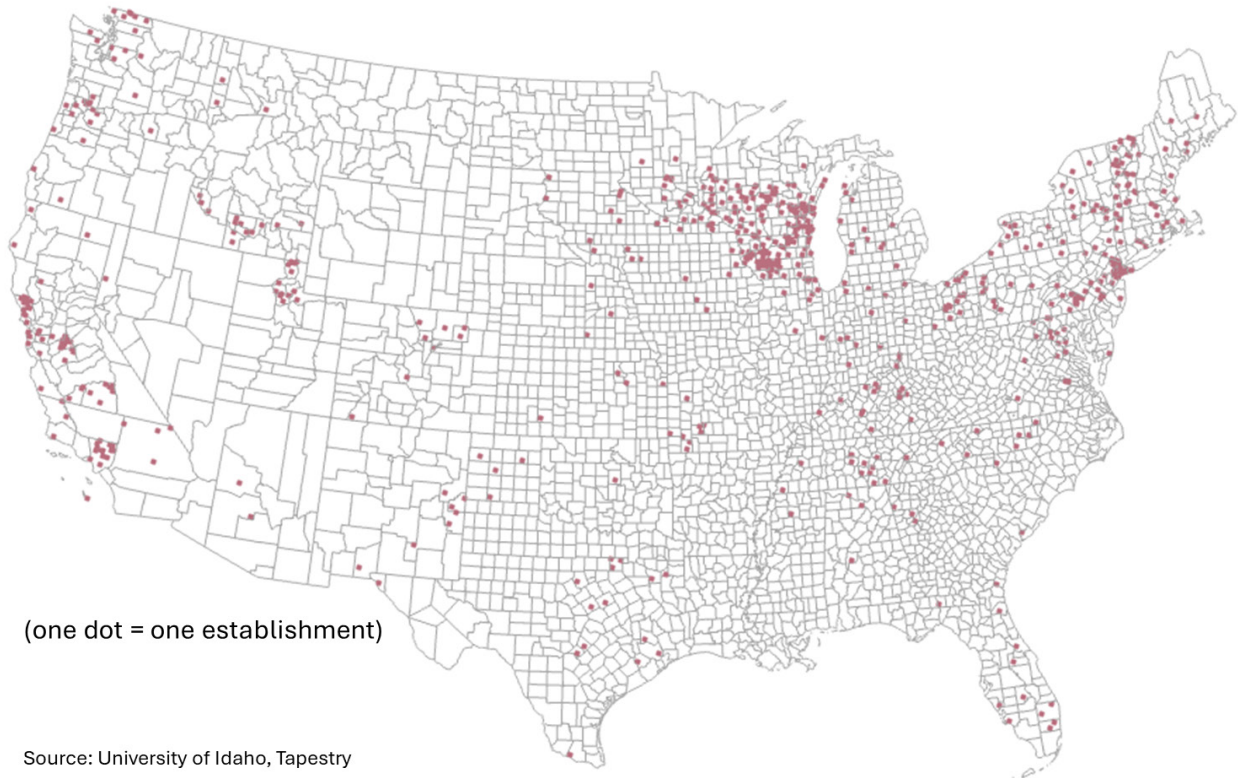 (one dot = one establishment)
Source: University of Idaho, Tapestry